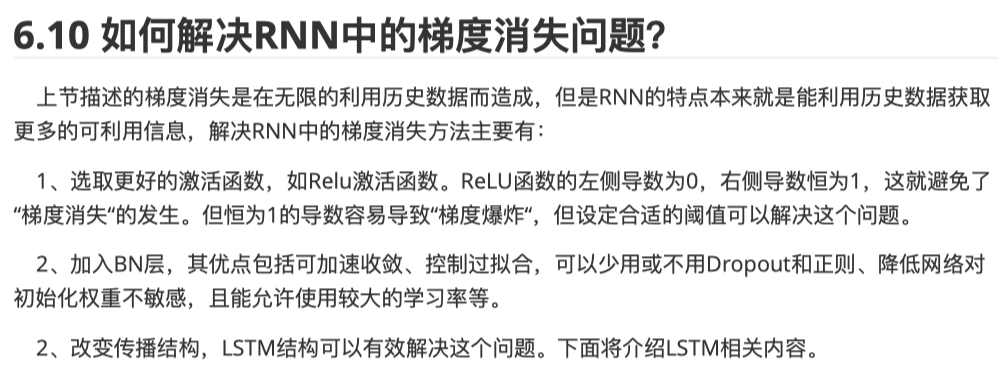 6.10 如何解决RNN中的梯度消失问题？
上节描述的梯度消失是在无限的利用历史数据而造成，但是RNN的特点本来就是能利用历史数据获取
更多的可利用信息，解决RNN中的梯度消失方法主要有：
1、选取更好的激活函数，如Relu激活函数。ReLU函数的左侧导数为0，右侧导数恒为1，这就避免了
“梯度消失“的发生。但恒为1的导数容易导致“梯度爆炸“，但设定合适的阈值可以解决这个问题。
2、加入BN层，其优点包括可加速收敛、控制过拟合，可以少用或不用Dropout和正则、降低网络对
初始化权重不敏感，且能允许使用较大的学习率等。
2、改变传播结构，LSTM结构可以有效解决这个问题。下面将介绍LSTM相关内容。